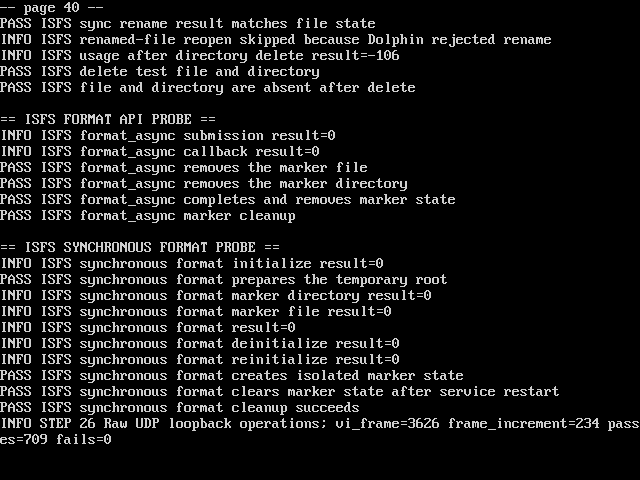 -- page 40 --
PASS ISFS sync rename result matches file state
INFO ISFS renamed-file reopen skipped because Dolphin rejected rename
INFO ISFS usage after directory delete result=-106
PASS ISFS delete test file and directory
PASS ISFS file and directory are absent after delete

== ISFS FORMAT API PROBE ==
INFO ISFS format_async submission result=0
INFO ISFS format_async callback result=0
PASS ISFS format_async removes the marker file
PASS ISFS format_async removes the marker directory
PASS ISFS format_async completes and removes marker state
PASS ISFS format_async marker cleanup

== ISFS SYNCHRONOUS FORMAT PROBE ==
INFO ISFS synchronous format initialize result=0
PASS ISFS synchronous format prepares the temporary root
INFO ISFS synchronous format marker directory result=0
INFO ISFS synchronous format marker file result=0
INFO ISFS synchronous format result=0
INFO ISFS synchronous format deinitialize result=0
INFO ISFS synchronous format reinitialize result=0
PASS ISFS synchronous format creates isolated marker state
PASS ISFS synchronous format clears marker state after service restart
PASS ISFS synchronous format cleanup succeeds
INFO STEP 26 Raw UDP loopback operations; vi_frame=3626 frame_increment=234 pass
es=709 fails=0